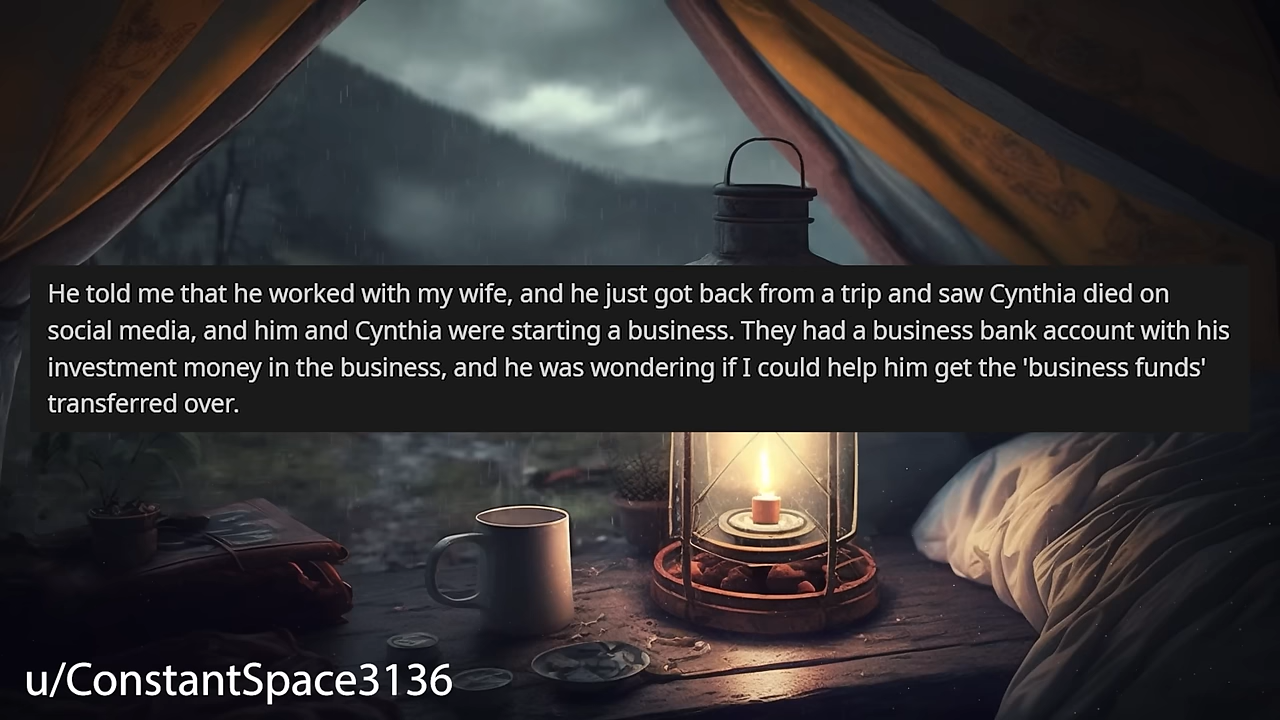 He told me that he worked with my wife, and he just got back from a trip and saw Cynthia died on
social media, and him and Cynthia were starting a business. They had a business bank account with his
investment money in the business, and he was wondering if I could help him get the 'business funds'
transferred over.
u/ConstantSpace3136